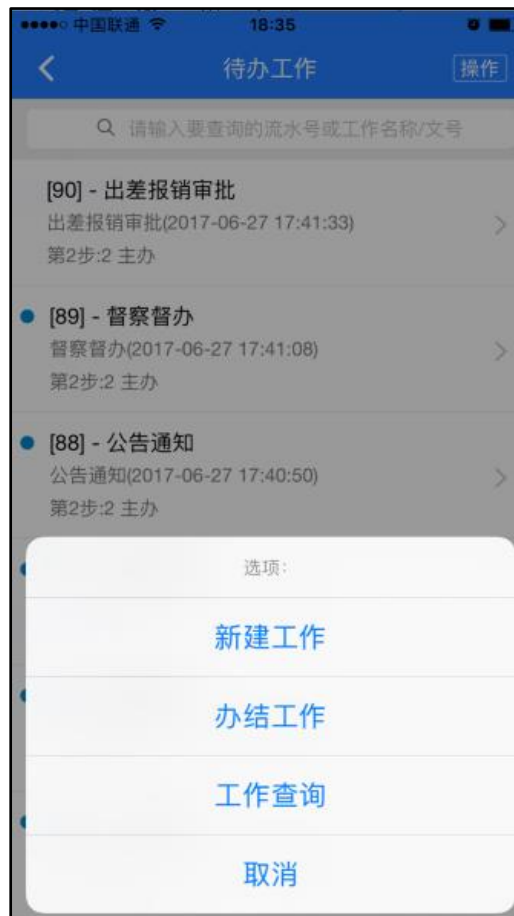 中国联通 18:35
待办工作 操作
请输入要查询的流水号或工作名称/文号
[90] - 出差报销审批
出差报销审批(2017-06-27 17:41:33)
第2步:2 主办
[89] - 督察督办
督察督办(2017-06-27 17:41:08)
第2步:2 主办
[88] - 公告通知
公告通知(2017-06-27 17:40:50)
第2步:2 主办
选项:
新建工作
办结工作
工作查询
取消